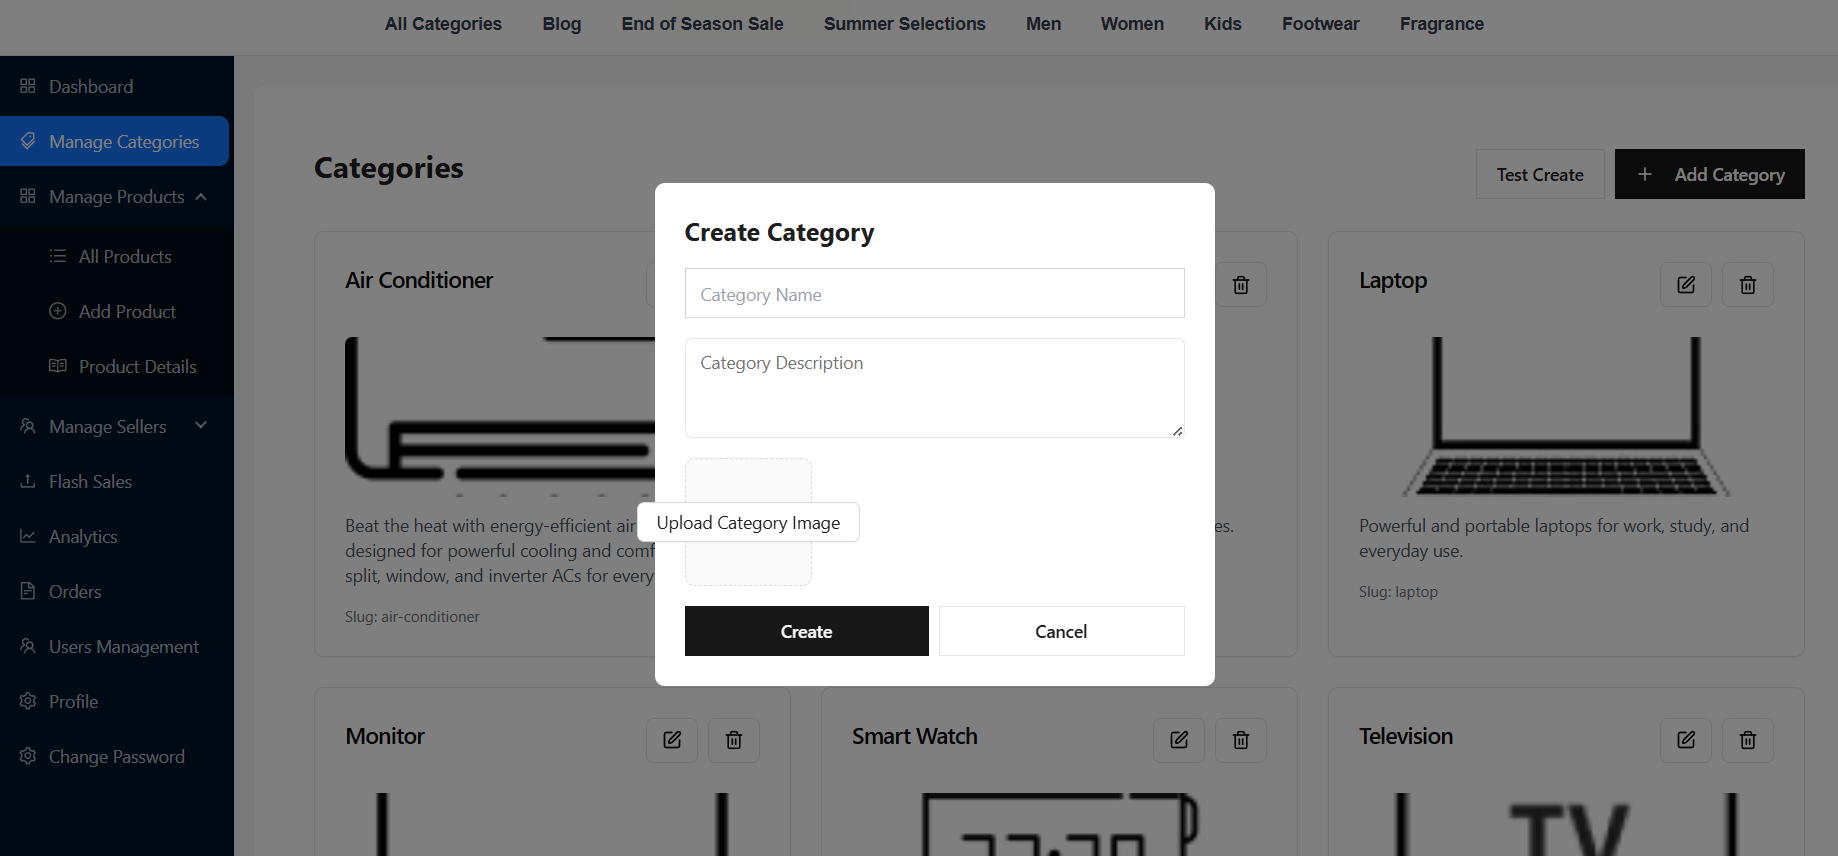 All Categories Blog End of Season Sale Summer Selections Men Women Kids Footwear Fragrance
Dashboard
Manage Categories
Manage Products
All Products
Add Product
Product Details
Manage Sellers
Flash Sales
Analytics
Orders
Users Management
Profile
Change Password
Categories
Test Create
+ Add Category
Air Conditioner
Beat the heat with energy-efficient air
designed for powerful cooling and comf
split, window, and inverter ACs for every
Slug: air-conditioner
Create Category
Category Name
Category Description
Upload Category Image
Create
Cancel
Laptop
Powerful and portable laptops for work, study, and
everyday use.
Slug: laptop
Monitor
Smart Watch
Television
TV